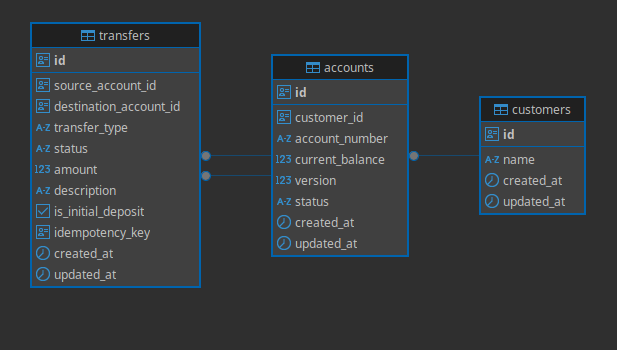 transfers
id
source_account_id
destination_account_id
A-Z transfer_type
A-Z status
123 amount
A-Z description
is_initial_deposit
idempotency_key
created_at
updated_at
accounts
id
customer_id
A-Z account_number
123 current_balance
123 version
A-Z status
created_at
updated_at
customers
id
A-Z name
created_at
updated_at